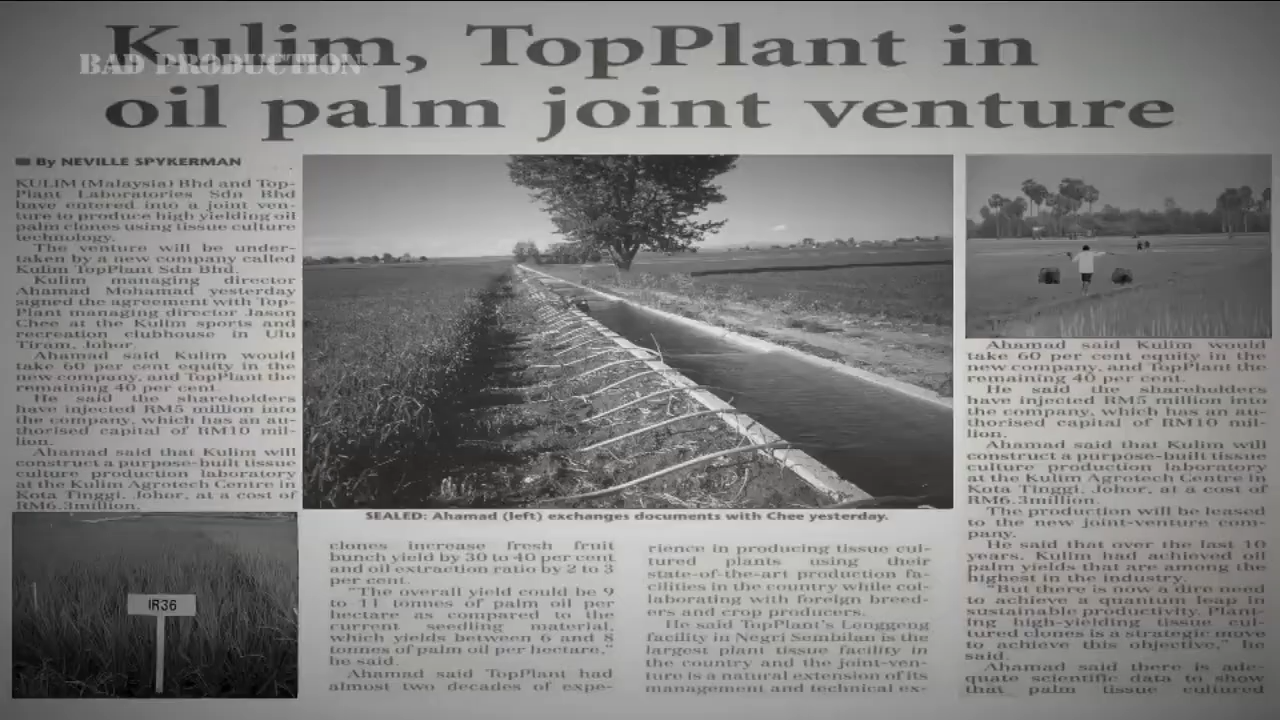 Kulim, TopPlant in
BAD PRODUCTION
oil palm joint venture
By NEVILLE SPYKERMAN
KULIM (Malaysia) Bhd and Top-
Plant Laboratories Sdn Bhd
have entered into a joint ven-
ture to produce high yielding oil
palm clones using tissue culture
technology.
The venture will be under-
taken by a new company called
Kulim TopPlant Sdn Bhd.
Kulim managing director
Ahamad Mohamad yesterday
signed the agreement with Top-
Plant managing director Jason
Chee at the Kulim sports and
recreation clubhouse in Ulu
Tiram, Johor.
Ahamad said Kulim would
take 60 per cent equity in the
new company, and TopPlant the
remaining 40 per cent.
He said the shareholders
have injected RM5 million into
the company, which has an au-
thorised capital of RM10 mil-
lion.
Ahamad said that Kulim will
construct a purpose-built tissue
culture production laboratory
at the Kulim Agrotech Centre in
Kota Tinggi, Johor, at a cost of
RM6.3million.
IR36
SEALED: Ahamad (left) exchanges documents with Chee yesterday.
clones increase fresh fruit
bunch yield by 30 to 40 per cent
and oil extraction ratio by 2 to 3
per cent.
"The overall yield could be 9
to 11 tonnes of palm oil per
hectare as compared to the
current seedling material,
which yields between 6 and 8
tonnes of palm oil per hectare,"
he said.
Ahamad said TopPlant had
almost two decades of expe-
rience in producing tissue cul-
tured plants using their
state-of-the-art production fa-
cilities in the country while col-
laborating with foreign breed-
ers and crop producers.
He said TopPlant's Lenggeng
facility in Negri Sembilan is the
largest plant tissue facility in
the country and the joint-ven-
ture is a natural extension of its
management and technical ex-
Ahamad said Kulim would
take 60 per cent equity in the
new company, and TopPlant the
remaining 40 per cent.
He said the shareholders
have injected RM5 million into
the company, which has an au-
thorised capital of RM10 mil-
lion.
Ahamad said that Kulim will
construct a purpose-built tissue
culture production laboratory
at the Kulim Agrotech Centre in
Kota Tinggi, Johor, at a cost of
RM6.3million.
The production will be leased
to the new joint-venture com-
pany.
He said that over the last 10
years, Kulim had achieved oil
palm yields that are among the
highest in the industry.
"But there is now a dire need
to achieve a quantum leap in
sustainable productivity. Plant-
ing high-yielding tissue cul-
tured clones is a strategic move
to achieve this objective," he
said.
Ahamad said there is ade-
quate scientific data to show
that palm tissue cultured